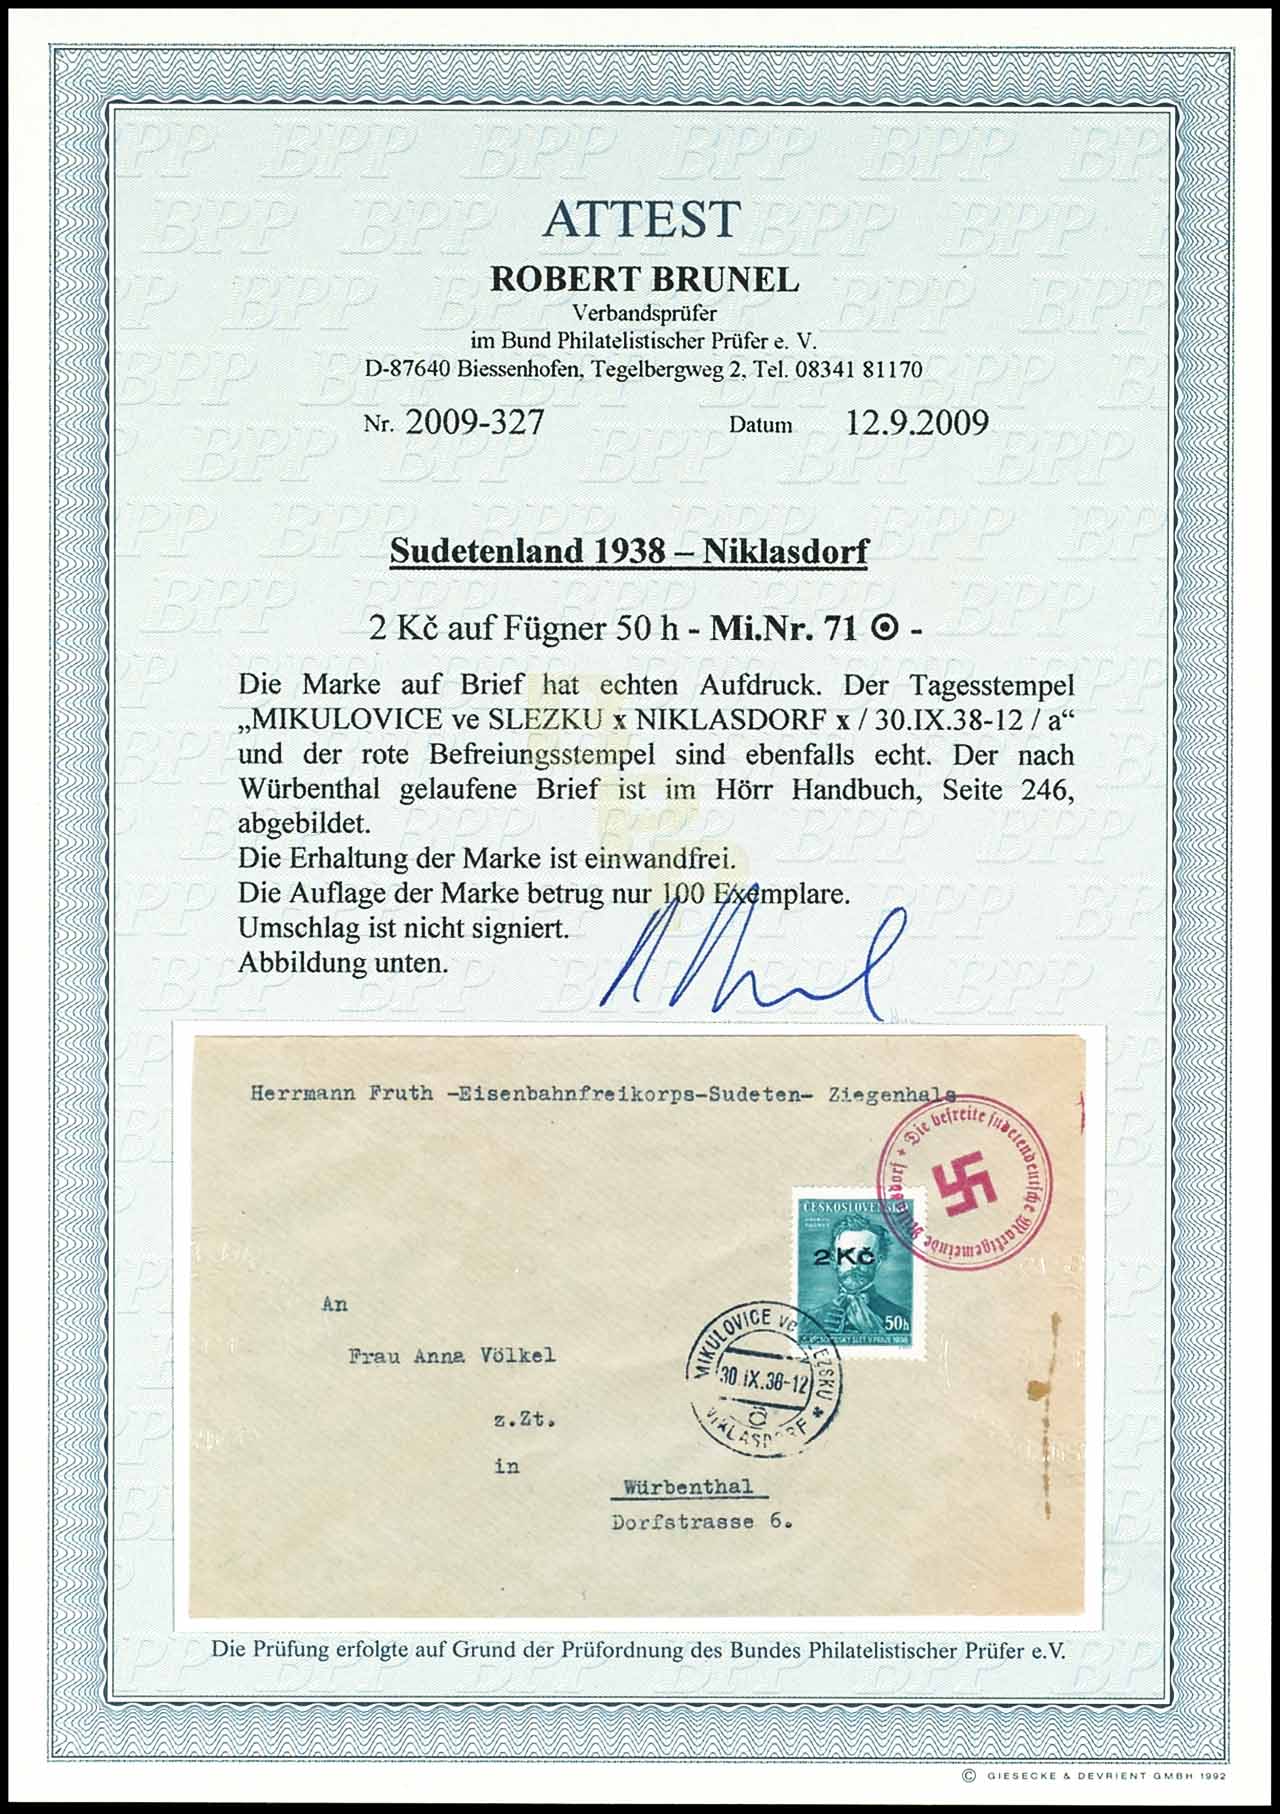 ATTEST
ROBERT BRUNEL
Verbandsprüfer
im Bund Philatelistischer Prüfer e. V.
D-87640 Biessenhofen, Tegelbergweg 2, Tel. 08341 81170
Nr. 2009-327 Datum 12.9.2009
Sudetenland 1938 – Niklasdorf
2 Kč auf Fügner 50 h - Mi.Nr. 71 ☉ -
Die Marke auf Brief hat echten Aufdruck. Der Tagesstempel
„MIKULOVICE ve SLEZKU x NIKLASDORF x / 30.IX.38-12 / a“
und der rote Befreiungsstempel sind ebenfalls echt. Der nach
Würbenthal gelaufene Brief ist im Hörr Handbuch, Seite 246,
abgebildet.
Die Erhaltung der Marke ist einwandfrei.
Die Auflage der Marke betrug nur 100 Exemplare.
Umschlag ist nicht signiert.
Abbildung unten.
Herrmann Fruth -Eisenbahnfreikorps-Sudeten- Ziegenhals
Die befreite sudetendeutsche Marktgemeinde Niklasdorf +
ČESKOSLOVENSKO
2 Kč
50h
An
Frau Anna Völkel
MIKULOVICE ve SLEZSKU *
30.IX.38-12
NIKLASDORF
z.Zt.
in
Würbenthal
Dorfstrasse 6.
Die Prüfung erfolgte auf Grund der Prüfordnung des Bundes Philatelistischer Prüfer e.V.
© GIESECKE & DEVRIENT GMBH 1992